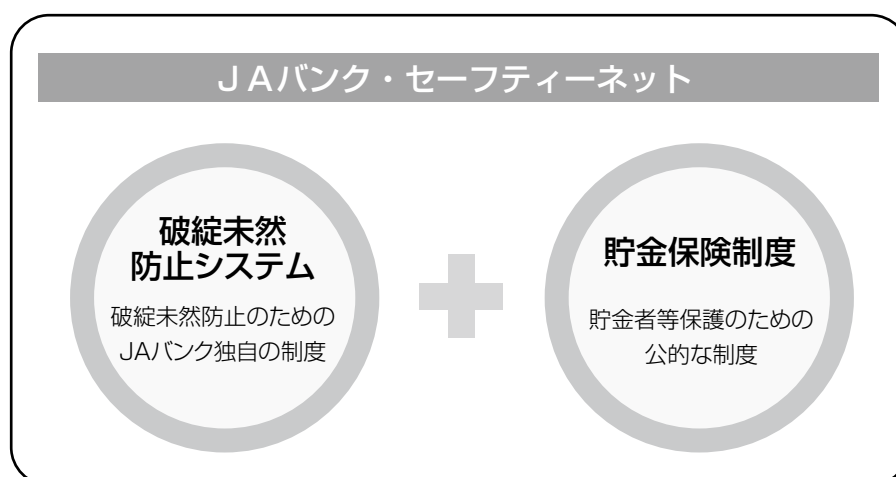 JAバンク・セーフティーネット
破綻未然
防止システム
破綻未然防止のための
JAバンク独自の制度
貯金保険制度
貯金者等保護のための
公的な制度